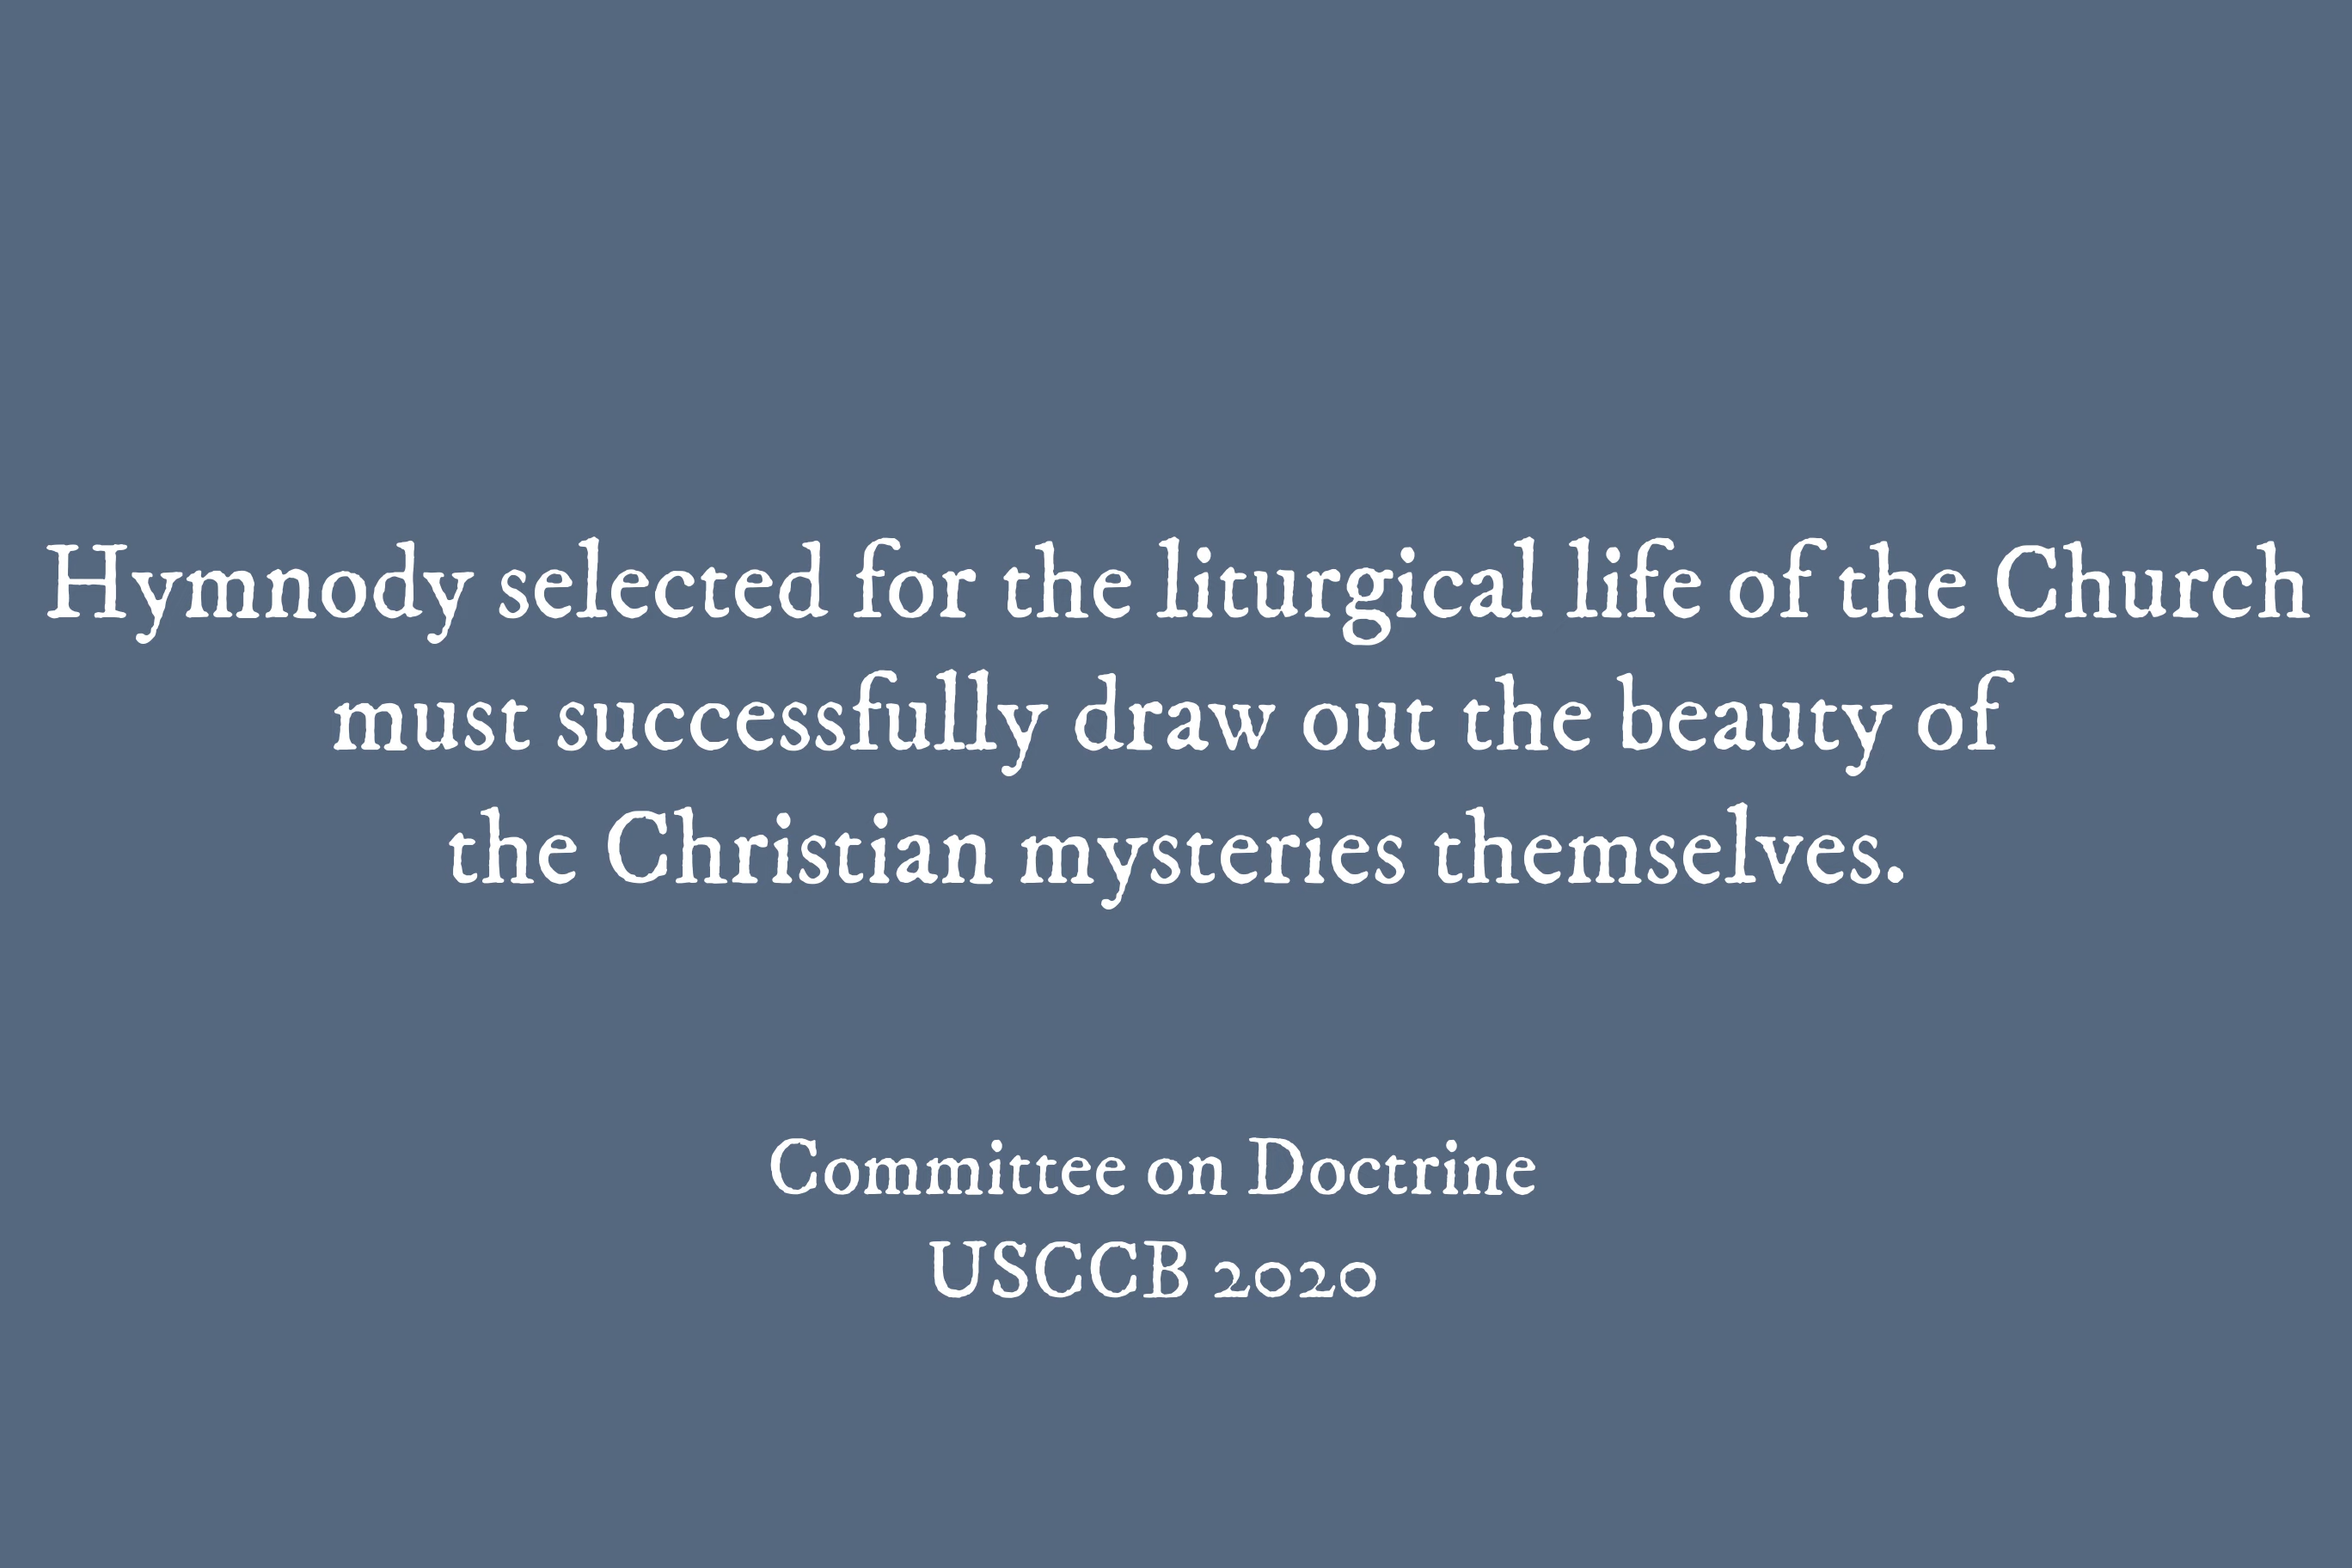 Hymnody selected for the liturgical life of the Church
must successfully draw out the beauty of
the Christian mysteries themselves.
Committee on Doctrine
USCCB 2020